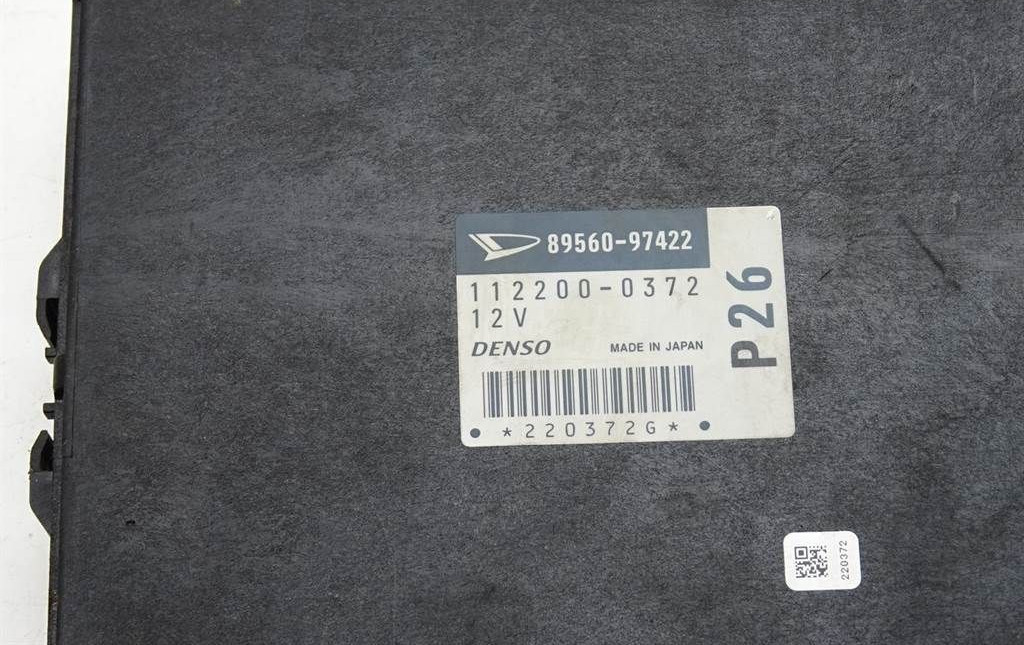 89560-97422
112200-0372
12V
DENSO MADE IN JAPAN
*220372G*
P26
220372